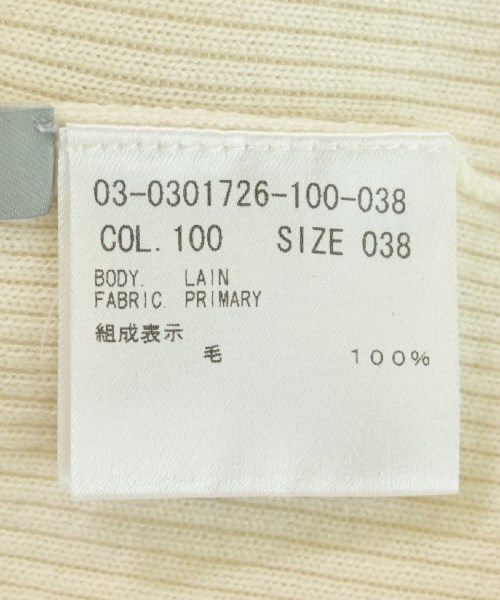 03-0301726-100-038
COL. 100 SIZE 038
BODY. LAIN
FABRIC. PRIMARY
組成表示
毛 100%